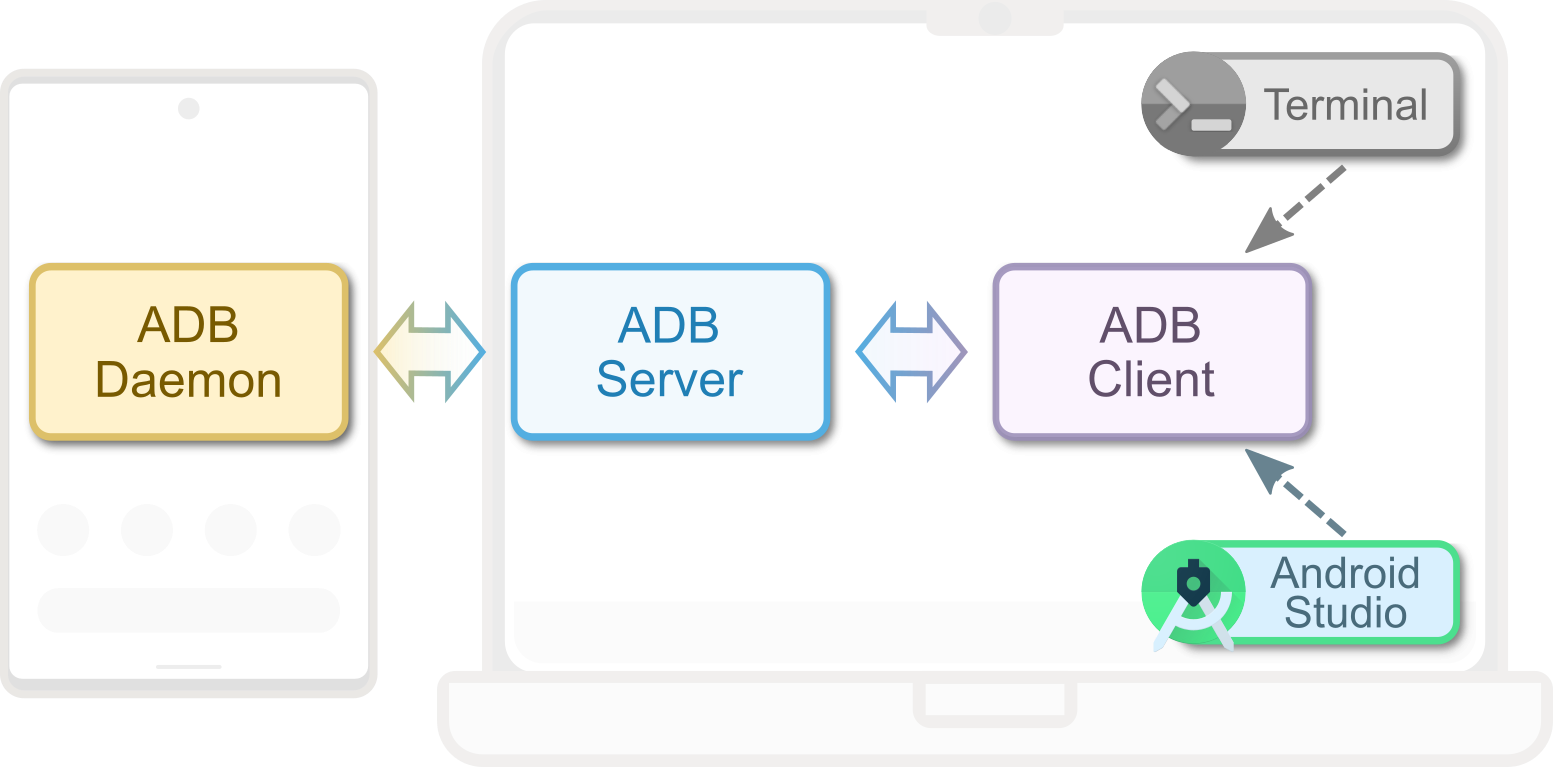 Terminal
ADB
Daemon
ADB
Server
ADB
Client
Android
Studio